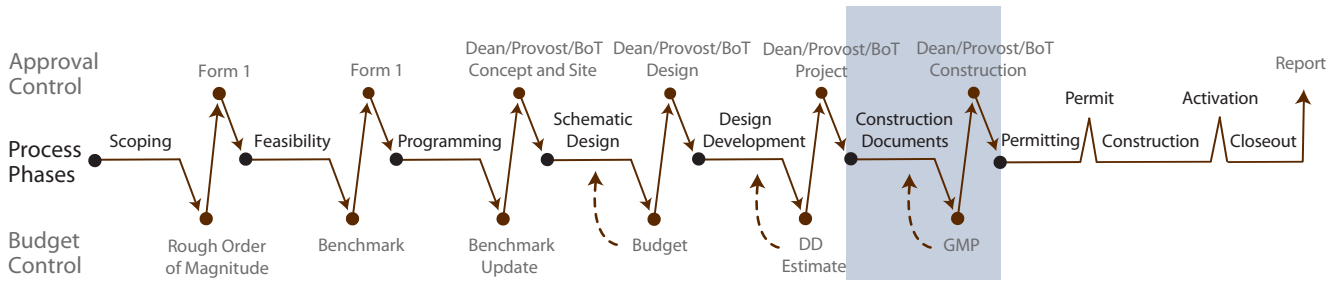 Approval
Control
Form 1
Form 1
Dean/Provost/BoT
Concept and Site
Dean/Provost/BoT
Design
Dean/Provost/BoT
Project
Dean/Provost/BoT
Construction
Report
Process
Phases
Scoping
Feasibility
Programming
Schematic
Design
Design
Development
Construction
Documents
Permitting
Permit
Construction
Activation
Closeout
Budget
Control
Rough Order
of Magnitude
Benchmark
Benchmark
Update
Budget
DD
Estimate
GMP